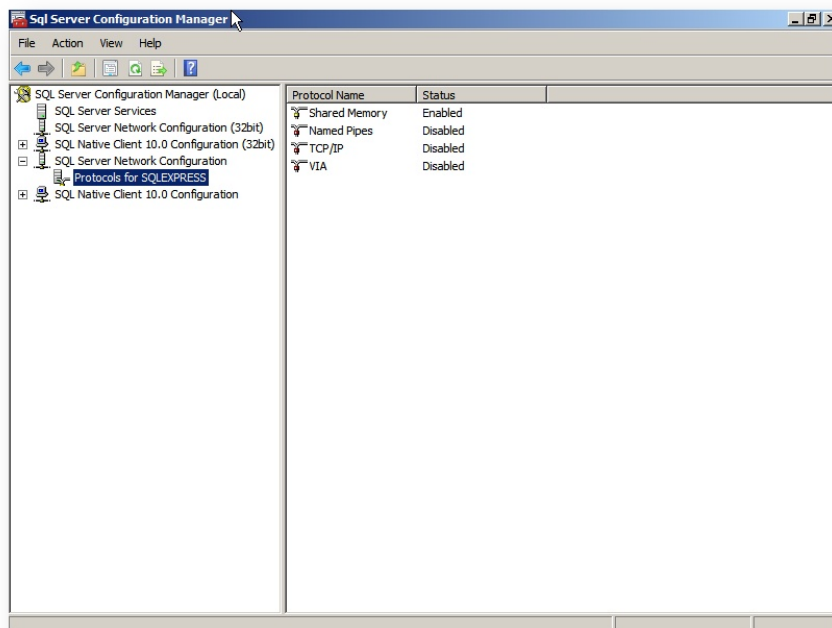 Sql Server Configuration Manager
File Action View Help
SQL Server Configuration Manager (Local)
SQL Server Services
SQL Server Network Configuration (32bit)
SQL Native Client 10.0 Configuration (32bit)
SQL Server Network Configuration
Protocols for SQLEXPRESS
SQL Native Client 10.0 Configuration
Protocol Name Status
Shared Memory Enabled
Named Pipes Disabled
TCP/IP Disabled
VIA Disabled